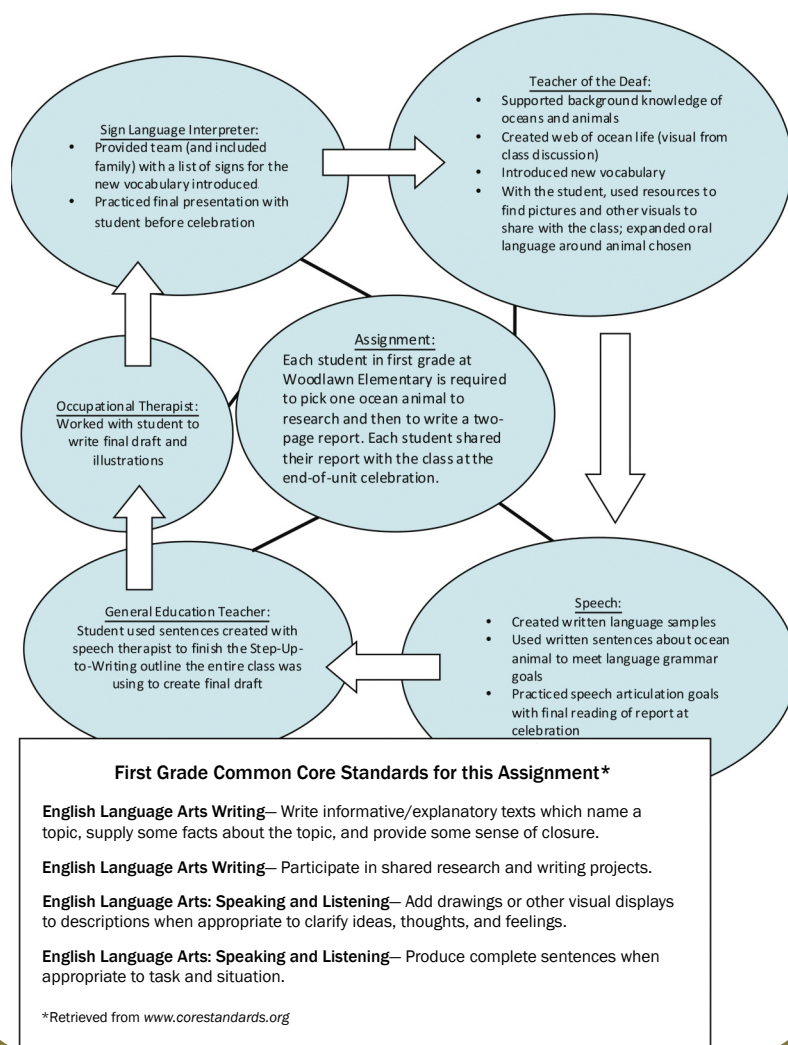 Sign Language Interpreter:
• Provided team (and included
family) with a list of signs for the
new vocabulary introduced.
• Practiced final presentation with
student before celebration
Teacher of the Deaf:
• Supported background knowledge of
oceans and animals
• Created web of ocean life (visual from
class discussion)
• Introduced new vocabulary
• With the student, used resources to
find pictures and other visuals to
share with the class; expanded oral
language around animal chosen
Assignment:
Each student in first grade at
Woodlawn Elementary is required
to pick one ocean animal to
research and then to write a two-
page report. Each student shared
their report with the class at the
end-of-unit celebration.
Occupational Therapist:
Worked with student to
write final draft and
illustrations
General Education Teacher:
Student used sentences created with
speech therapist to finish the Step-Up-
to-Writing outline the entire class was
using to create final draft
Speech:
• Created written language samples
• Used written sentences about ocean
animal to meet language grammar
goals
• Practiced speech articulation goals
with final reading of report at
celebration
First Grade Common Core Standards for this Assignment*
English Language Arts Writing— Write informative/explanatory texts which name a
topic, supply some facts about the topic, and provide some sense of closure.
English Language Arts Writing— Participate in shared research and writing projects.
English Language Arts: Speaking and Listening— Add drawings or other visual displays
to descriptions when appropriate to clarify ideas, thoughts, and feelings.
English Language Arts: Speaking and Listening— Produce complete sentences when
appropriate to task and situation.
*Retrieved from www.corestandards.org